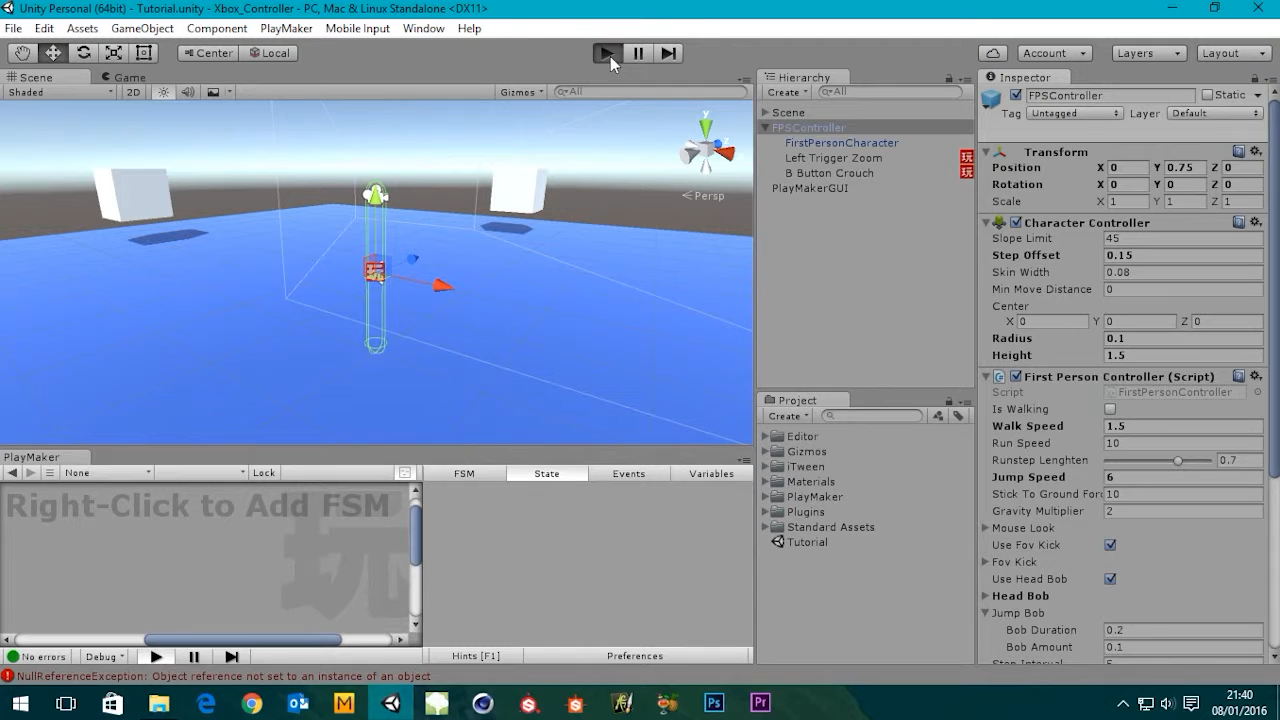 Unity Personal (64bit) - Tutorial.unity - Xbox_Controller - PC, Mac & Linux Standalone <DX11>
File Edit Assets GameObject Component PlayMaker Mobile Input Window Help
Center Local Account Layers Layout
Scene Game Hierarchy Inspector
Shaded 2D Gizmos All Create All FPSController Static
Tag Untagged Layer Default
Scene
FPSController
FirstPersonCharacter
Left Trigger Zoom 玩
B Button Crouch 玩
PlayMakerGUI
y
Persp
Transform
Position X 0 Y 0.75 Z 0
Rotation X 0 Y 0 Z 0
Scale X 1 Y 1 Z 1
Character Controller
Slope Limit 45
Step Offset 0.15
Skin Width 0.08
Min Move Distance 0
Center
X 0 Y 0 Z 0
Radius 0.1
Height 1.5
First Person Controller (Script)
Script FirstPersonController
Is Walking
Walk Speed 1.5
Run Speed 10
Runstep Lenghten 0.7
Jump Speed 6
Stick To Ground Forc 10
Gravity Multiplier 2
Mouse Look
Use Fov Kick
Fov Kick
Use Head Bob
Head Bob
Jump Bob
Bob Duration 0.2
Bob Amount 0.1
Project
Create
Editor
Gizmos
iTween
Materials
PlayMaker
Plugins
Standard Assets
Tutorial
PlayMaker
None Lock FSM State Events Variables
Right-Click to Add FSM
玩
No errors Debug Hints [F1] Preferences
NullReferenceException: Object reference not set to an instance of an object
21:40
08/01/2016